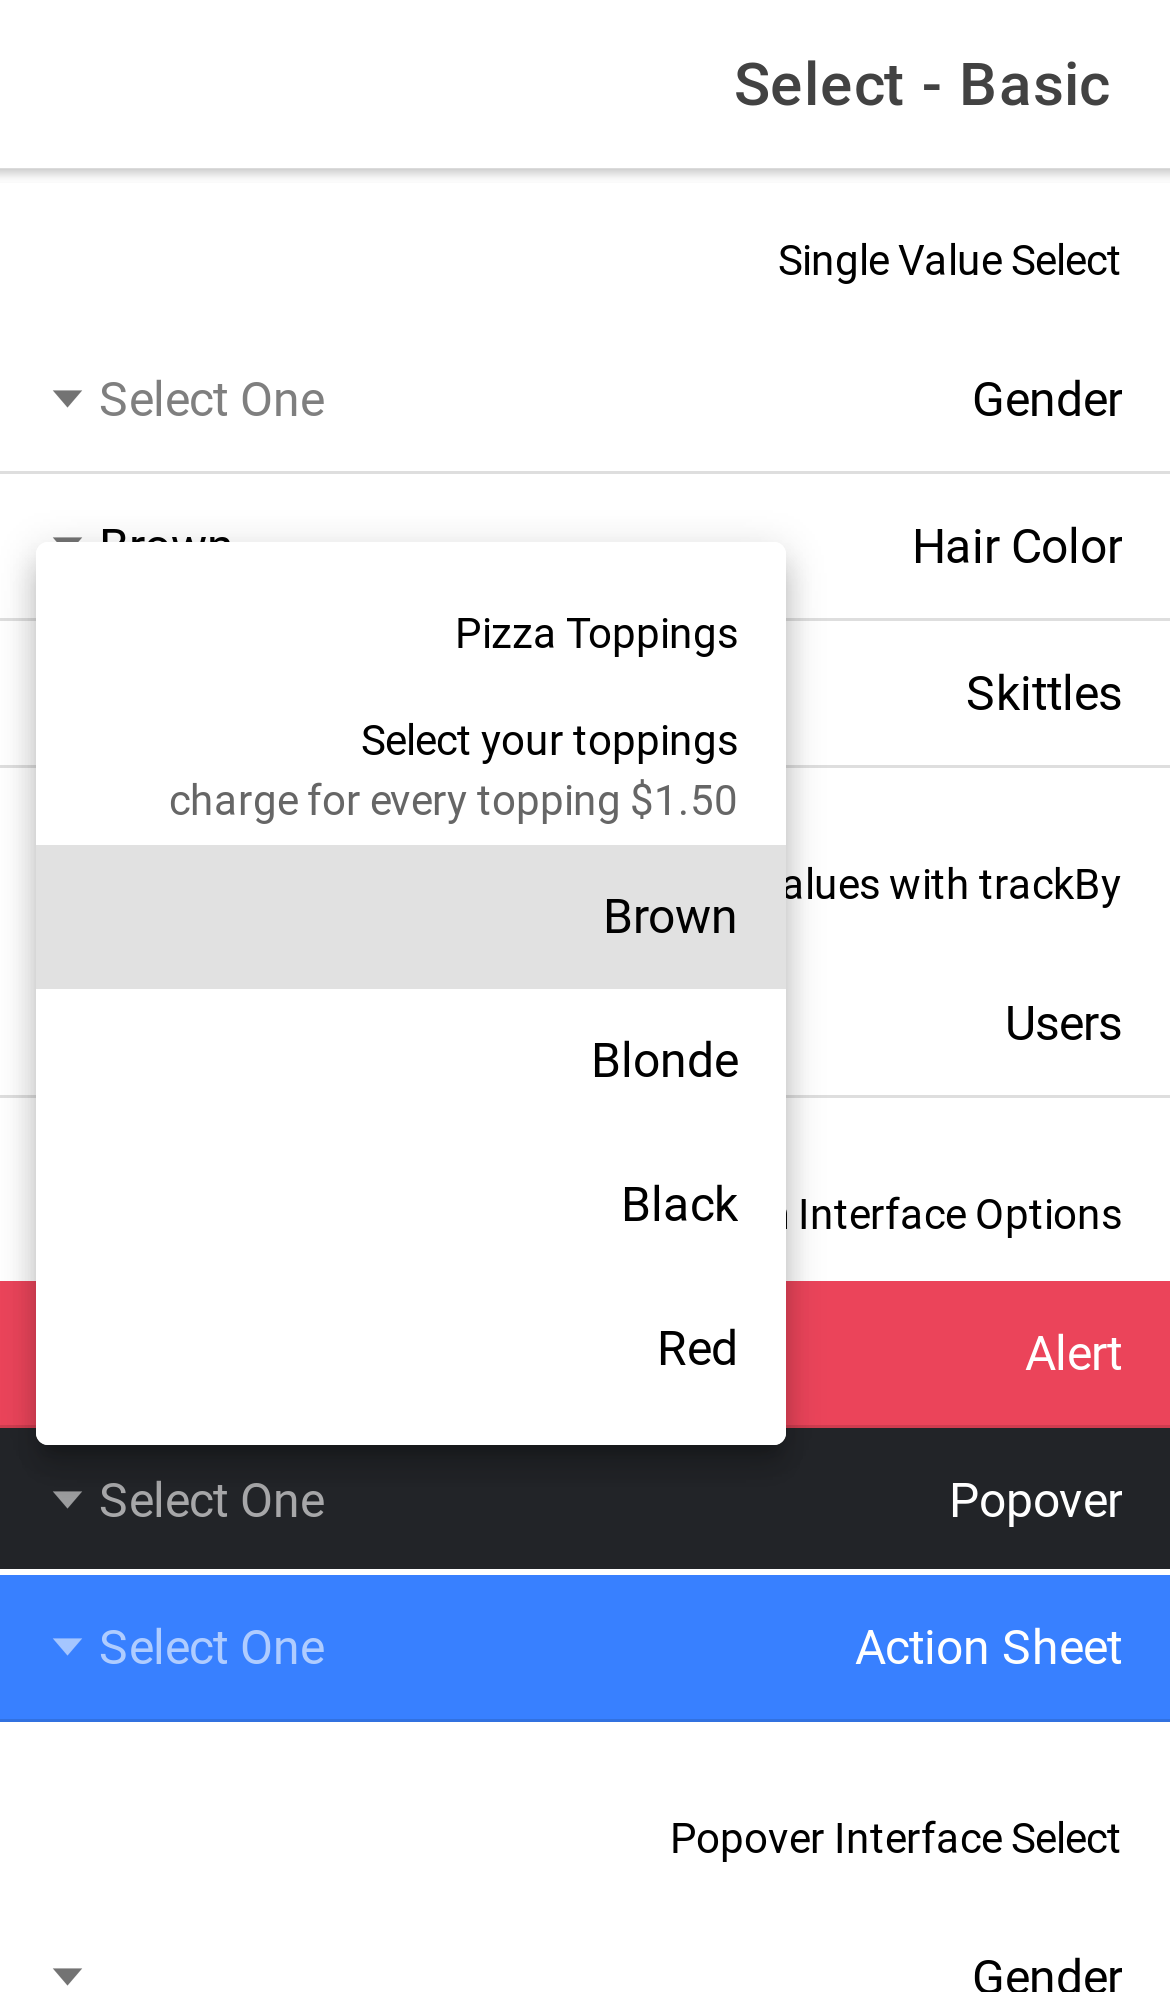 Select - Basic
Single Value Select
Gender
Select One
Hair Color
Brown
Skittles
Pizza Toppings
Select your toppings
charge for every topping $1.50
Brown
Blonde
Black
Red
with trackBy
Users
Interface Options
Alert
Popover
Select One
Action Sheet
Select One
Popover Interface Select
Gender